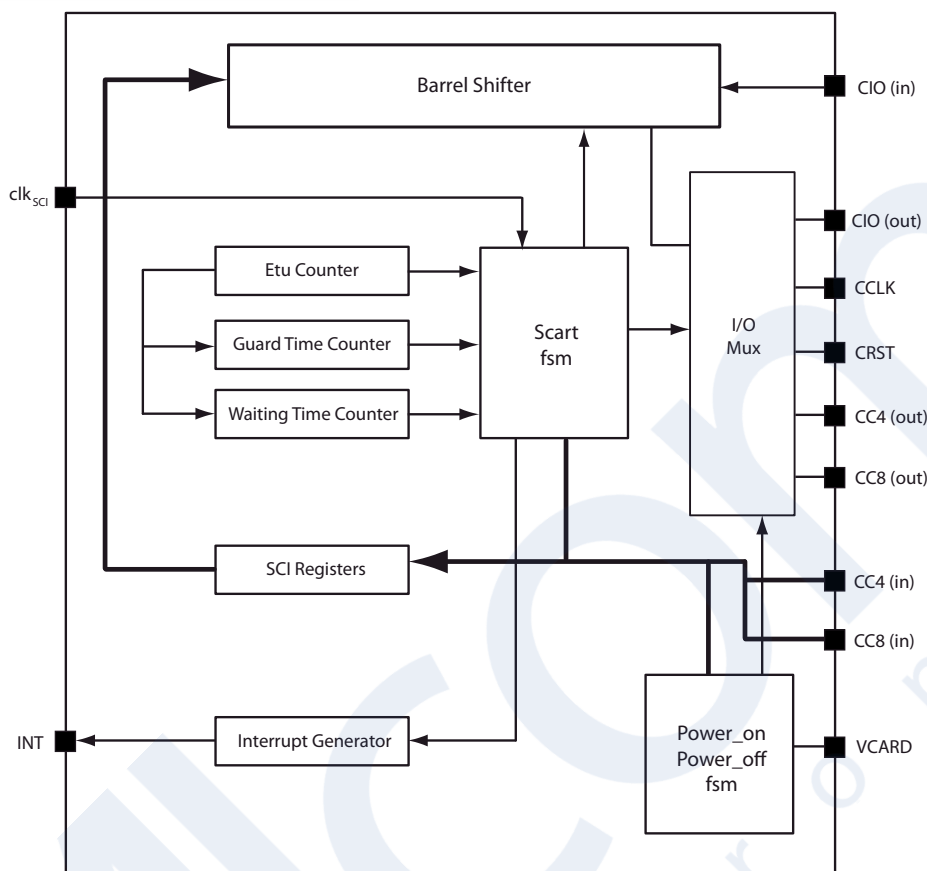 Barrel Shifter
CIO (in)
clkSCI
CIO (out)
Etu Counter
CCLK
Guard Time Counter
Scart
fsm
I/O
Mux
CRST
Waiting Time Counter
CC4 (out)
CC8 (out)
SCI Registers
CC4 (in)
CC8 (in)
INT
Interrupt Generator
Power_on
Power_off
fsm
VCARD